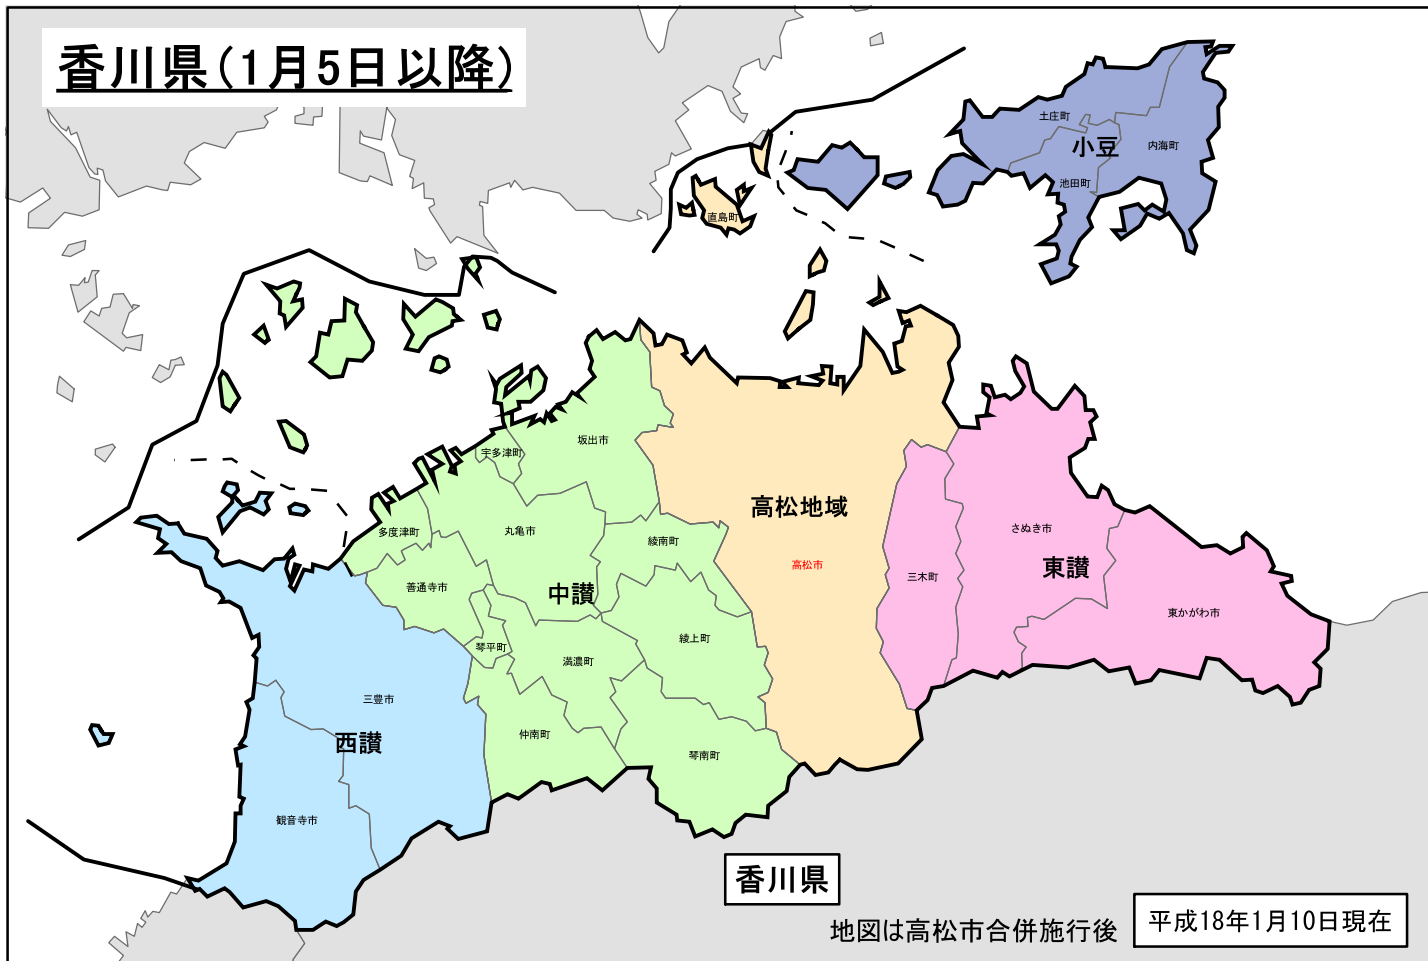 香川県(1月5日以降)
土庄町
小豆
内海町
池田町
直島町
坂出市
宇多津町
高松地域
多度津町
丸亀市
綾南町
さぬき市
高松市
三木町
東讃
善通寺市
中讃
東かがわ市
琴平町
綾上町
満濃町
三豊市
西讃
仲南町
琴南町
観音寺市
香川県
地図は高松市合併施行後
平成18年1月10日現在